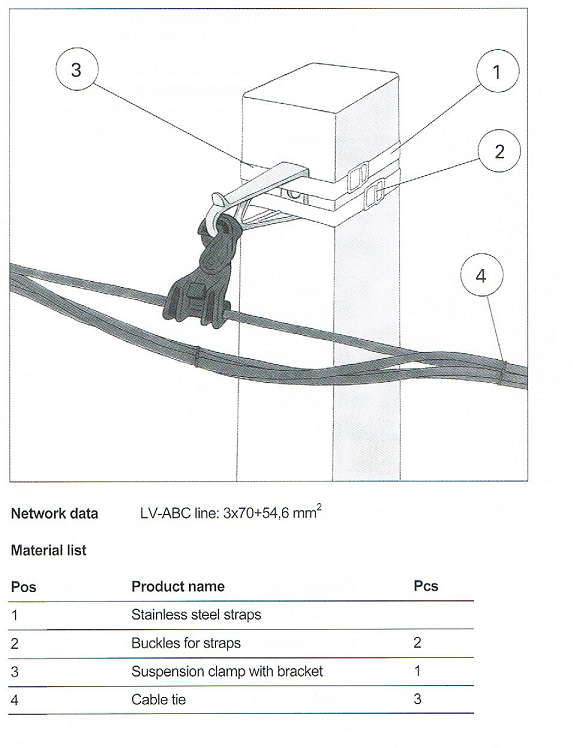 3
1
2
4
Network data LV-ABC line: 3x70+54,6 mm²
Material list
Pos Product name Pcs
1 Stainless steel straps
2 Buckles for straps 2
3 Suspension clamp with bracket 1
4 Cable tie 3